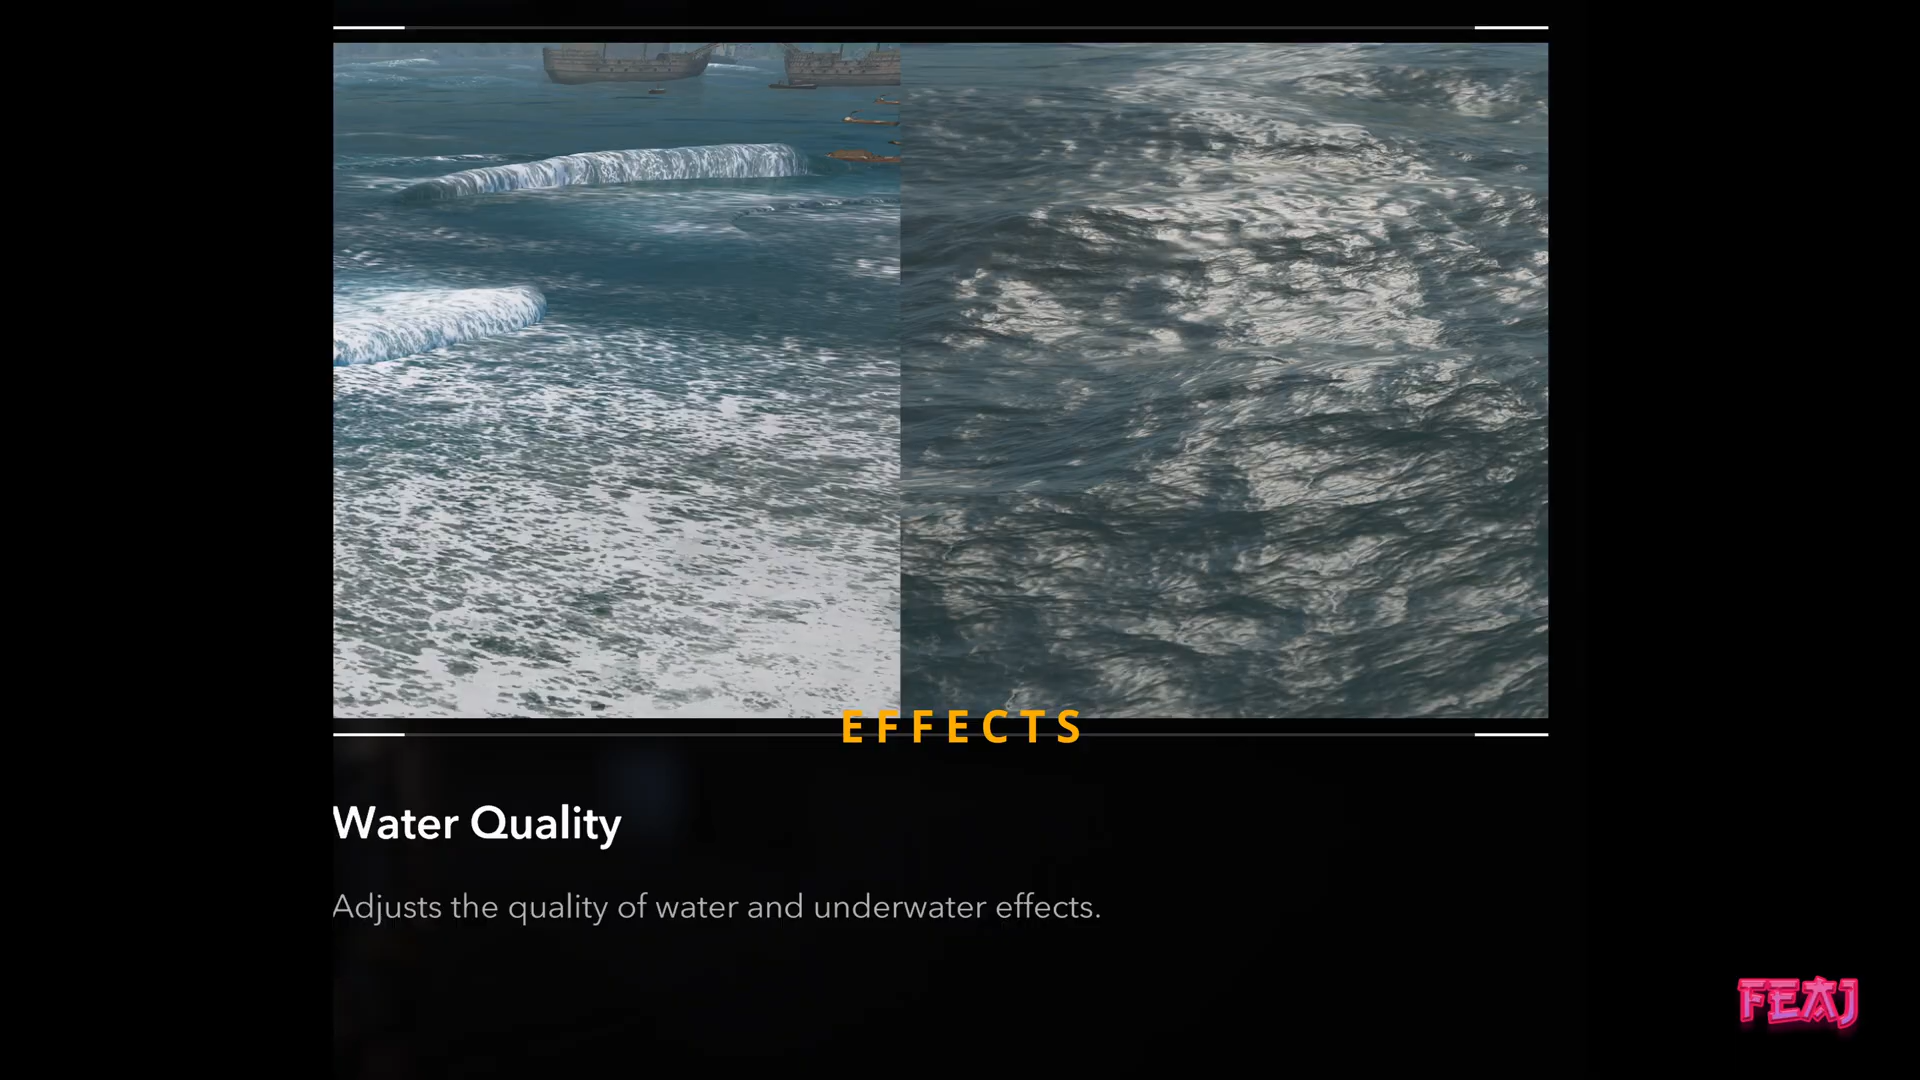 EFFECTS
Water Quality
Adjusts the quality of water and underwater effects.
FEAJ